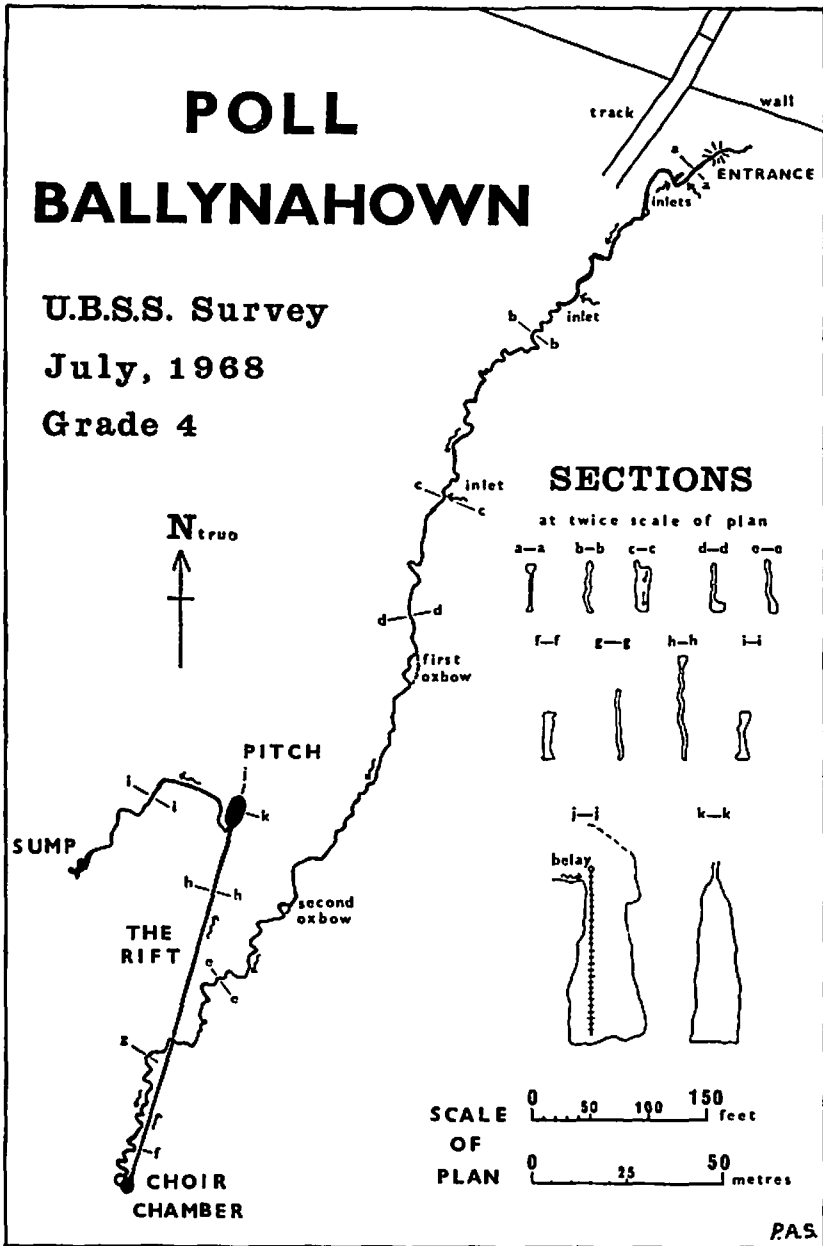 POLL
BALLYNAHOWN
U.B.S.S. Survey
July, 1968
Grade 4
track
wall
a
a
ENTRANCE
inlets
inlet
b
b
c
inlet
c
N true
d
d
first
oxbow
SECTIONS
at twice scale of plan
a—a
b—b
c—c
d—d
e—e
f—f
g—g
h—h
i—i
PITCH
j
k
i
i
SUMP
h
h
second
oxbow
THE
RIFT
e
e
g
f
CHOIR
CHAMBER
j—j
k—k
belay
SCALE
OF
PLAN
0 50 100 150
feet
0 25 50
metres
P.A.S.